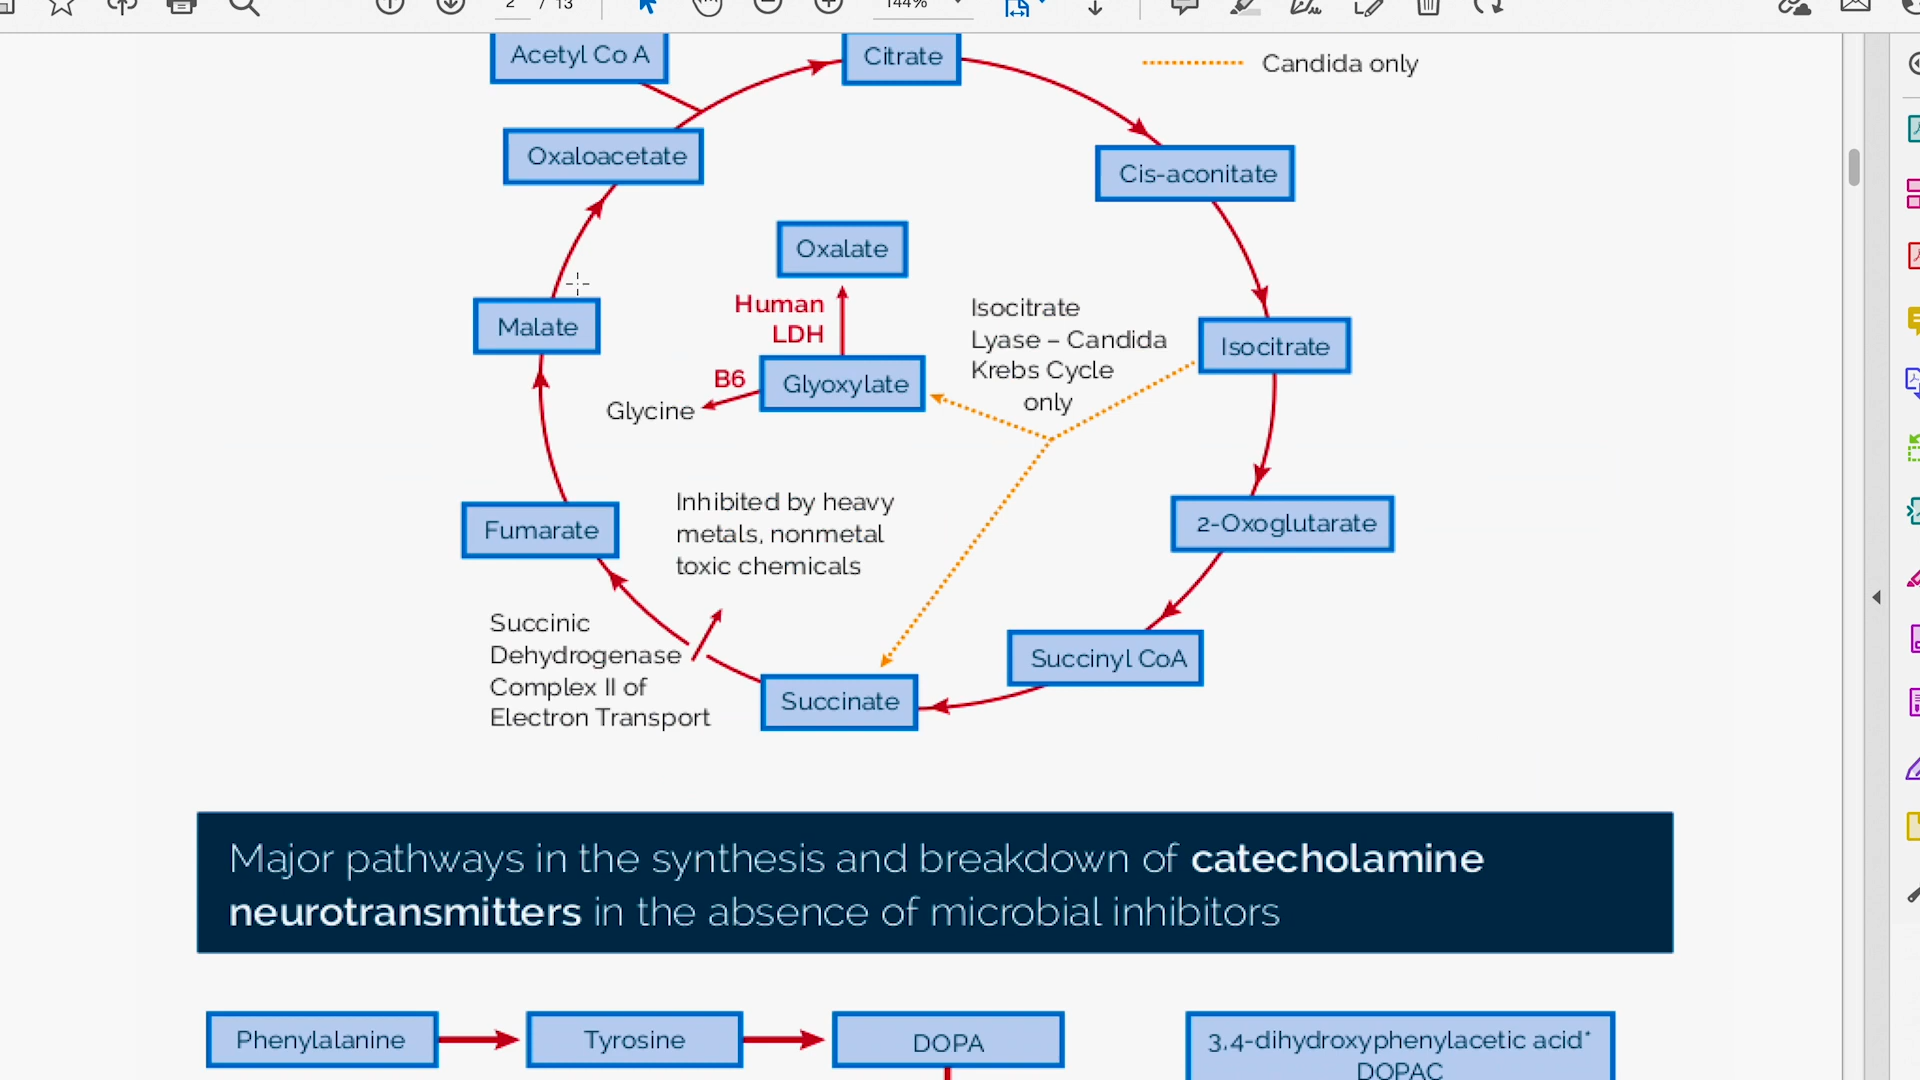 2 / 13
144%
Acetyl Co A
Citrate
Candida only
Oxaloacetate
Cis-aconitate
Oxalate
Human
LDH
Isocitrate
Lyase – Candida
Krebs Cycle
only
Malate
Isocitrate
B6
Glyoxylate
Glycine
Inhibited by heavy
metals, nonmetal
toxic chemicals
Fumarate
2-Oxoglutarate
Succinic
Dehydrogenase
Complex II of
Electron Transport
Succinyl CoA
Succinate
Major pathways in the synthesis and breakdown of catecholamine
neurotransmitters in the absence of microbial inhibitors
Phenylalanine
Tyrosine
DOPA
3,4-dihydroxyphenylacetic acid*
DOPAC